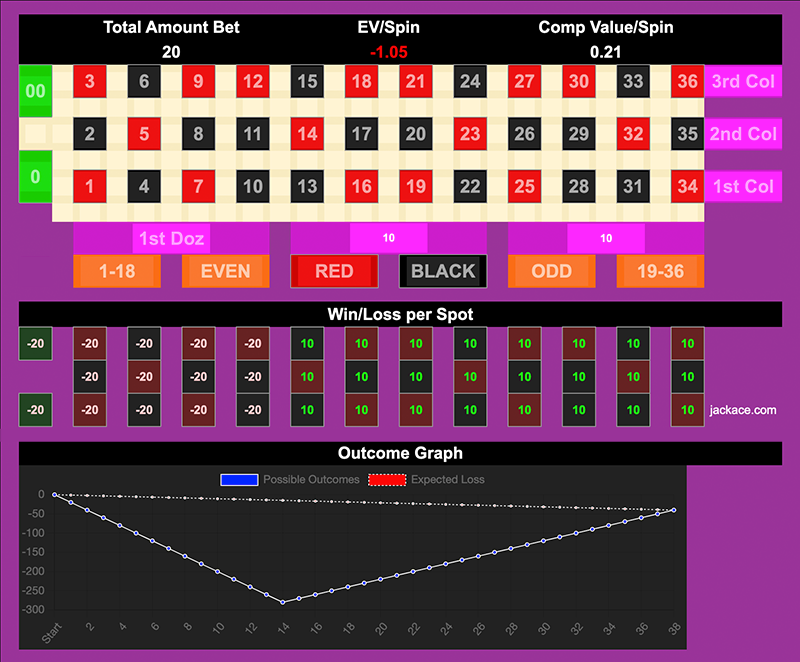 Total Amount Bet EV/Spin Comp Value/Spin
20 -1.05 0.21
00 3 6 9 12 15 18 21 24 27 30 33 36 3rd Col
2 5 8 11 14 17 20 23 26 29 32 35 2nd Col
0 1 4 7 10 13 16 19 22 25 28 31 34 1st Col
1st Doz 10 10
1-18 EVEN RED BLACK ODD 19-36
Win/Loss per Spot
-20 -20 -20 -20 -20 10 10 10 10 10 10 10 10
-20 -20 -20 -20 10 10 10 10 10 10 10 10
-20 -20 -20 -20 -20 10 10 10 10 10 10 10 10 jackace.com
Outcome Graph
Possible Outcomes Expected Loss
0
-50
-100
-150
-200
-250
-300
Start 2 4 6 8 10 12 14 16 18 20 22 24 26 28 30 32 34 36 38